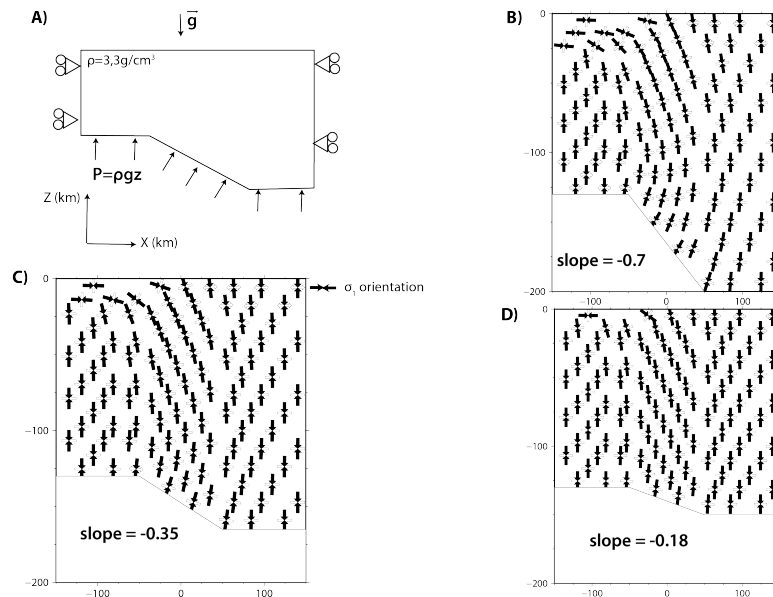 A)
g
ρ=3,3g/cm³
P=ρgz
Z (km)
X (km)
B)
0
−100
−200
slope = -0.7
−100
0
100
C)
0
−100
−200
slope = -0.35
−100
0
100
σ₁ orientation
D)
0
−100
−200
slope = -0.18
−100
0
100